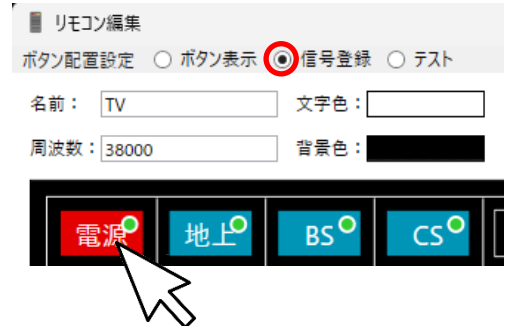 リモコン編集
ボタン配置設定 ボタン表示 信号登録 テスト
名前： TV 文字色：
周波数： 38000 背景色：
電源 地上 BS CS